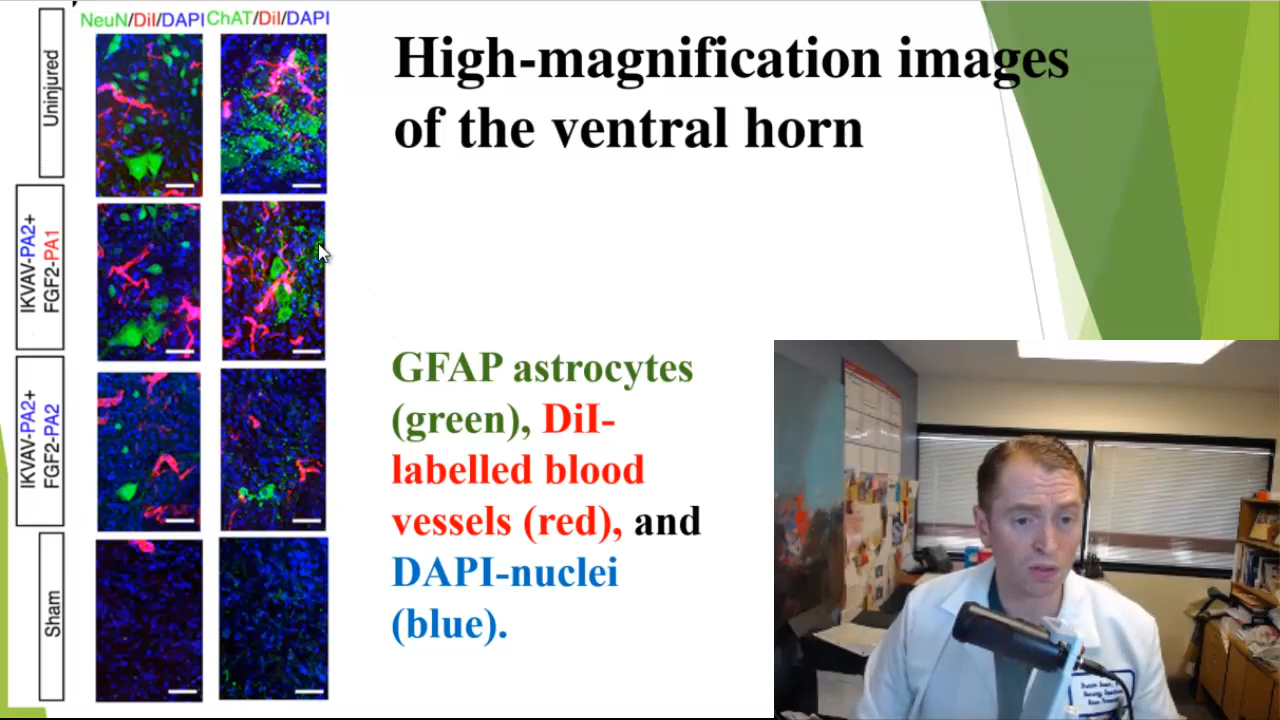 NeuN/DiI/DAPI ChAT/DiI/DAPI
High-magnification images
of the ventral horn
Uninjured
IKVAV-PA2+
FGF2-PA1
IKVAV-PA2+
FGF2-PA2
Sham
GFAP astrocytes
(green), DiI-
labelled blood
vessels (red), and
DAPI-nuclei
(blue).